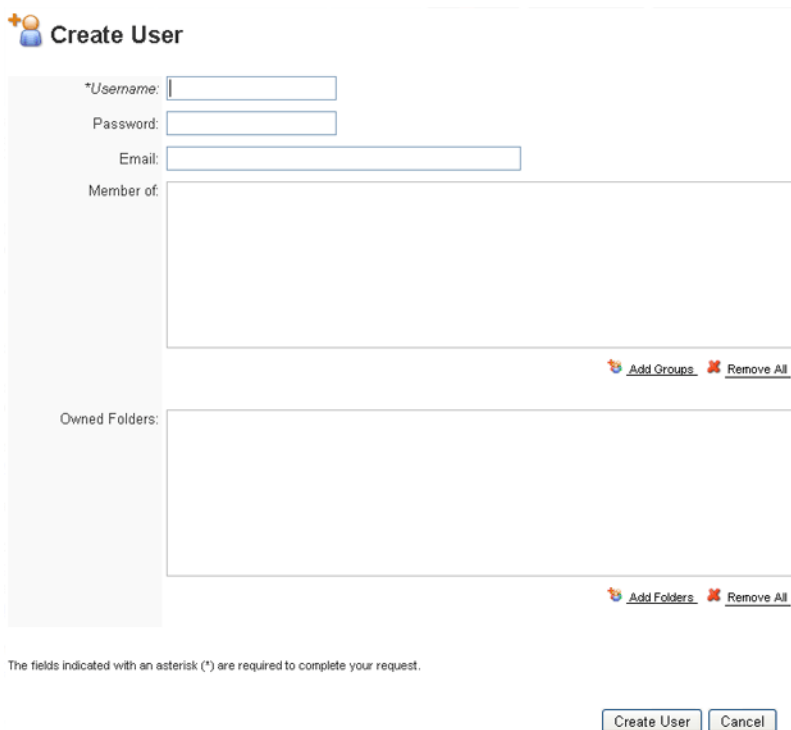 Create User
*Username:
Password:
Email:
Member of:
Add Groups Remove All
Owned Folders:
Add Folders Remove All
The fields indicated with an asterisk (*) are required to complete your request.
Create User Cancel